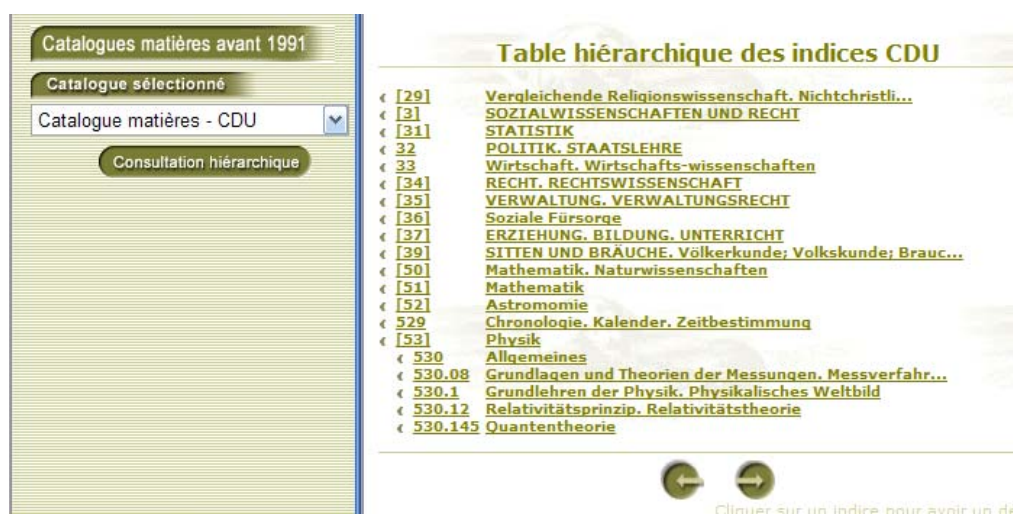 Catalogues matières avant 1991
Catalogue sélectionné
Catalogue matières - CDU
Consultation hiérarchique
Table hiérarchique des indices CDU
[29] Vergleichende Religionswissenschaft. Nichtchristli...
[3] SOZIALWISSENSCHAFTEN UND RECHT
[31] STATISTIK
32 POLITIK. STAATSLEHRE
33 Wirtschaft. Wirtschafts-wissenschaften
[34] RECHT. RECHTSWISSENSCHAFT
[35] VERWALTUNG. VERWALTUNGSRECHT
[36] Soziale Fürsorge
[37] ERZIEHUNG. BILDUNG. UNTERRICHT
[39] SITTEN UND BRÄUCHE. Völkerkunde; Volkskunde; Brauc...
[50] Mathematik. Naturwissenschaften
[51] Mathematik
[52] Astromomie
529 Chronologie. Kalender. Zeitbestimmung
[53] Physik
530 Allgemeines
530.08 Grundlagen und Theorien der Messungen. Messverfahr...
530.1 Grundlehren der Physik. Physikalisches Weltbild
530.12 Relativitätsprinzip. Relativitätstheorie
530.145 Quantentheorie
Cliquer sur un indice pour avoir un dé